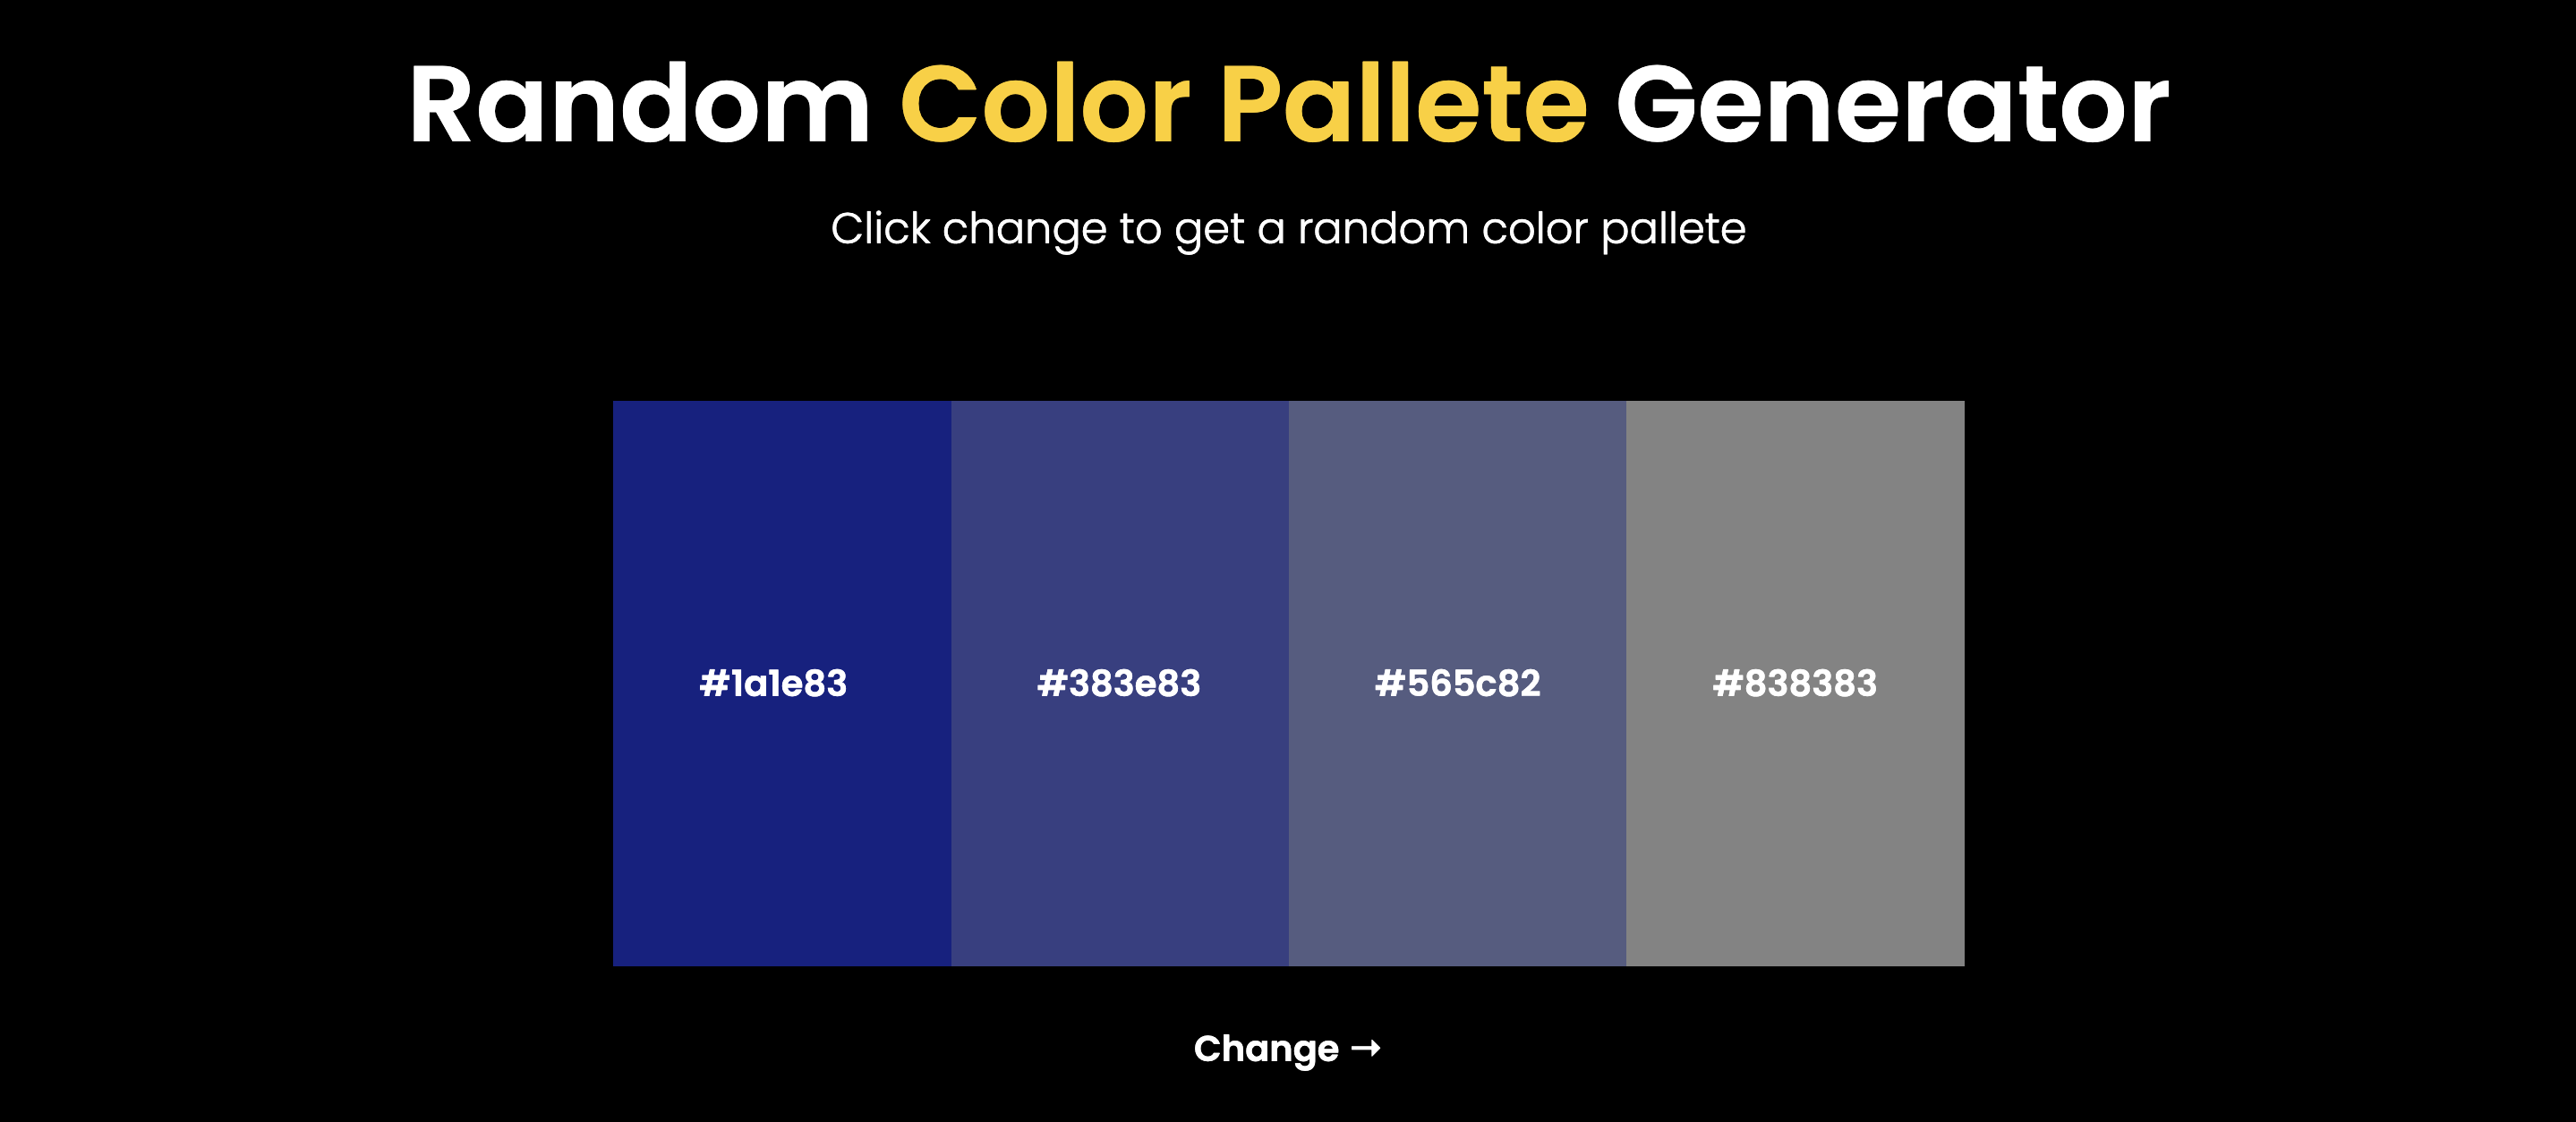 Random Color Pallete Generator
Click change to get a random color pallete
#1a1e83 #383e83 #565c82 #838383
Change →